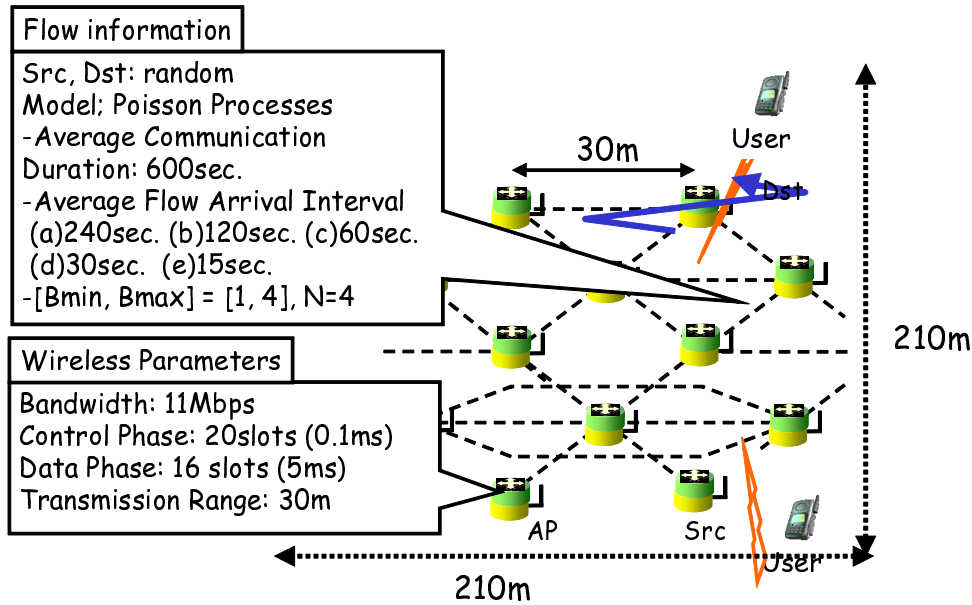 Flow information
Src, Dst: random
Model; Poisson Processes
-Average Communication
Duration: 600sec.
-Average Flow Arrival Interval
(a)240sec. (b)120sec. (c)60sec.
(d)30sec. (e)15sec.
-[Bmin, Bmax] = [1, 4], N=4
User
30m
Dst
210m
Wireless Parameters
Bandwidth: 11Mbps
Control Phase: 20slots (0.1ms)
Data Phase: 16 slots (5ms)
Transmission Range: 30m
AP
Src
User
210m